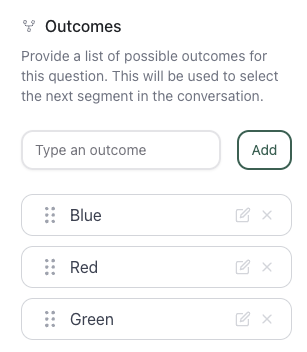 Outcomes
Provide a list of possible outcomes for
this question. This will be used to select
the next segment in the conversation.
Type an outcome
Add
Blue
Red
Green